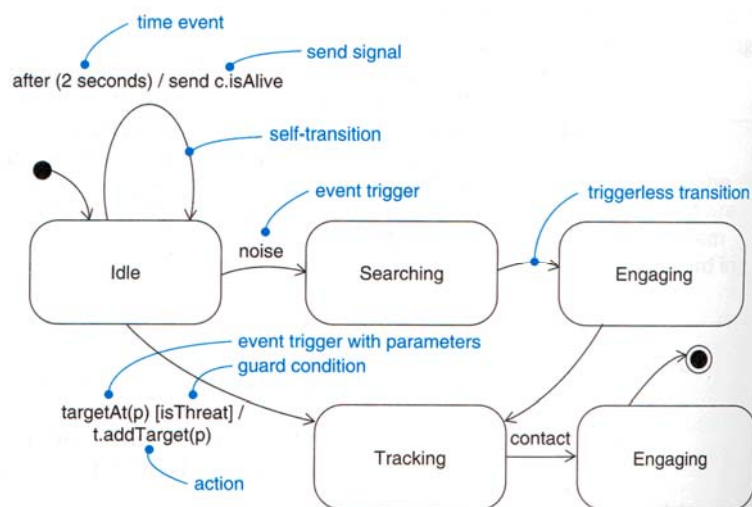 time event
send signal
after (2 seconds) / send c.isAlive
self-transition
event trigger
triggerless transition
noise
Idle
Searching
Engaging
event trigger with parameters
guard condition
targetAt(p) [isThreat] /
t.addTarget(p)
action
Tracking
contact
Engaging